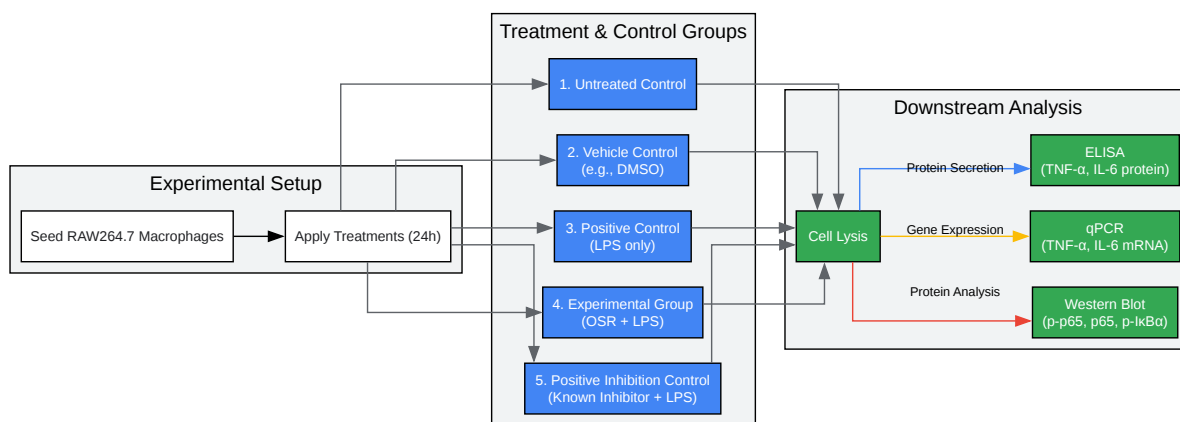 Treatment & Control Groups
1. Untreated Control
2. Vehicle Control
(e.g., DMSO)
3. Positive Control
(LPS only)
4. Experimental Group
(OSR + LPS)
5. Positive Inhibition Control
(Known Inhibitor + LPS)
Experimental Setup
Seed RAW264.7 Macrophages
Apply Treatments (24h)
Downstream Analysis
Cell Lysis
Protein Secretion
Gene Expression
Protein Analysis
ELISA
(TNF-α, IL-6 protein)
qPCR
(TNF-α, IL-6 mRNA)
Western Blot
(p-p65, p65, p-IκBα)